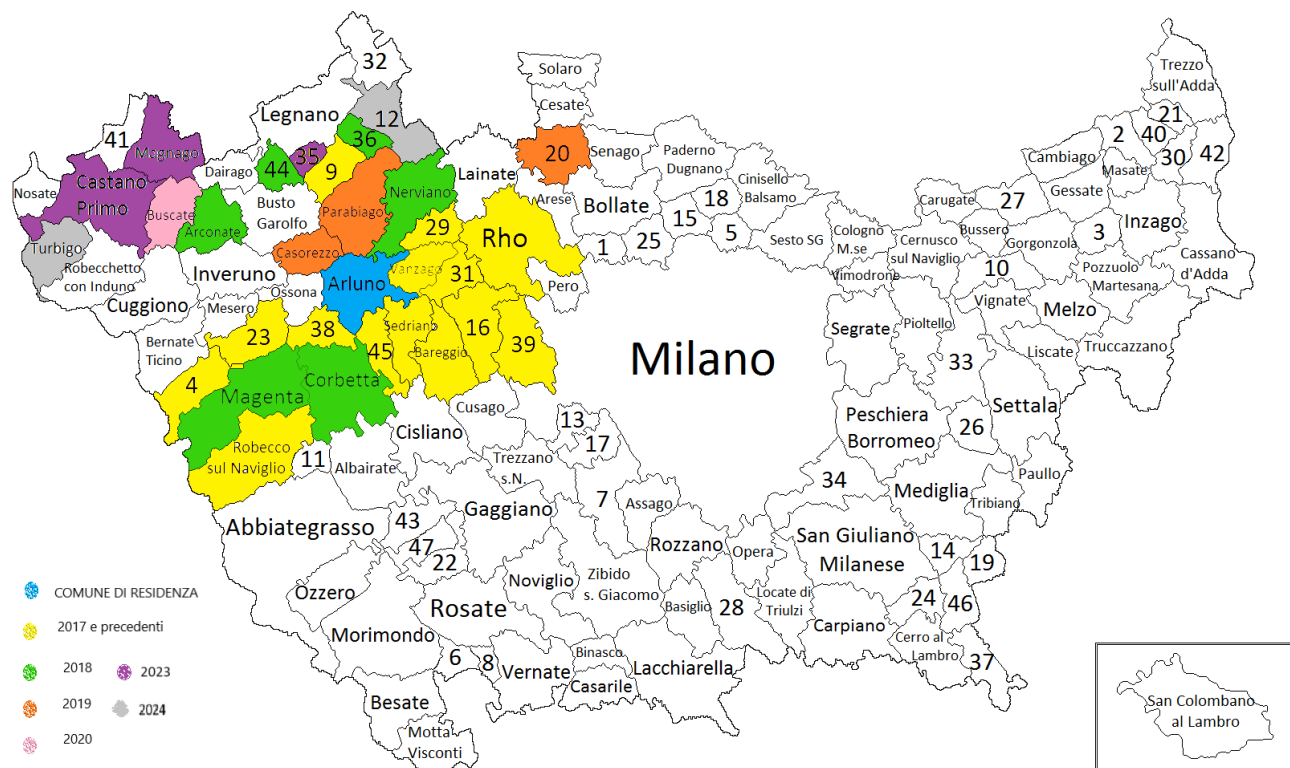 32
Solaro
Trezzo
sull'Adda
Cesate
Legnano
12
41
36
21
2
40
Mognago
35
20
Senago
Paderno
Dugnano
Cambiago
30
42
Dairago
44
9
Lainate
Masate
Nosate
Castano
Primo
Nerviano
Cinisello
Balsamo
Gessate
Arese
Bollate
18
Carugate
27
Buscate
Busto
Garolfo
Parabiago
15
Inzago
Arconate
29
Rho
5
Sesto SG
Cologno
M.se
Bussero
3
Turbigo
Casorezzo
1
25
Cernusco
sul Naviglio
Gorgonzola
Cassano
d'Adda
Robecchetto
con Induno
Inveruno
Vanzago
31
Vimodrone
10
Pozzuolo
Martesana
Arluno
Pero
Ossona
Cuggiono
Mesero
Vignate
Melzo
23
38
Sedriano
16
Segrate
Pioltello
Bernate
Ticino
45
Bareggio
39
Milano
Liscate
Truccazzano
33
4
Corbetta
Magenta
Cusago
Settala
13
Peschiera
Borromeo
26
Cisliano
Robecco
sul Naviglio
11
Albairate
17
Trezzano
s.N.
34
Paullo
Mediglia
7
Assago
Tribiano
Gaggiano
Abbiategrasso
43
San Giuliano
Milanese
47
Rozzano
Opera
14
22
19
Noviglio
Zibido
s. Giacomo
Ozzero
COMUNE DI RESIDENZA
Rosate
Basiglio
28
Locate di
Triulzi
24
46
2017 e precedenti
Morimondo
Carpiano
Cerro al
Lambro
6
8
Binasco
37
2018
2023
Vernate
Lacchiarella
Casarile
2019
2024
Besate
San Colombano
al Lambro
2020
Motta
Visconti